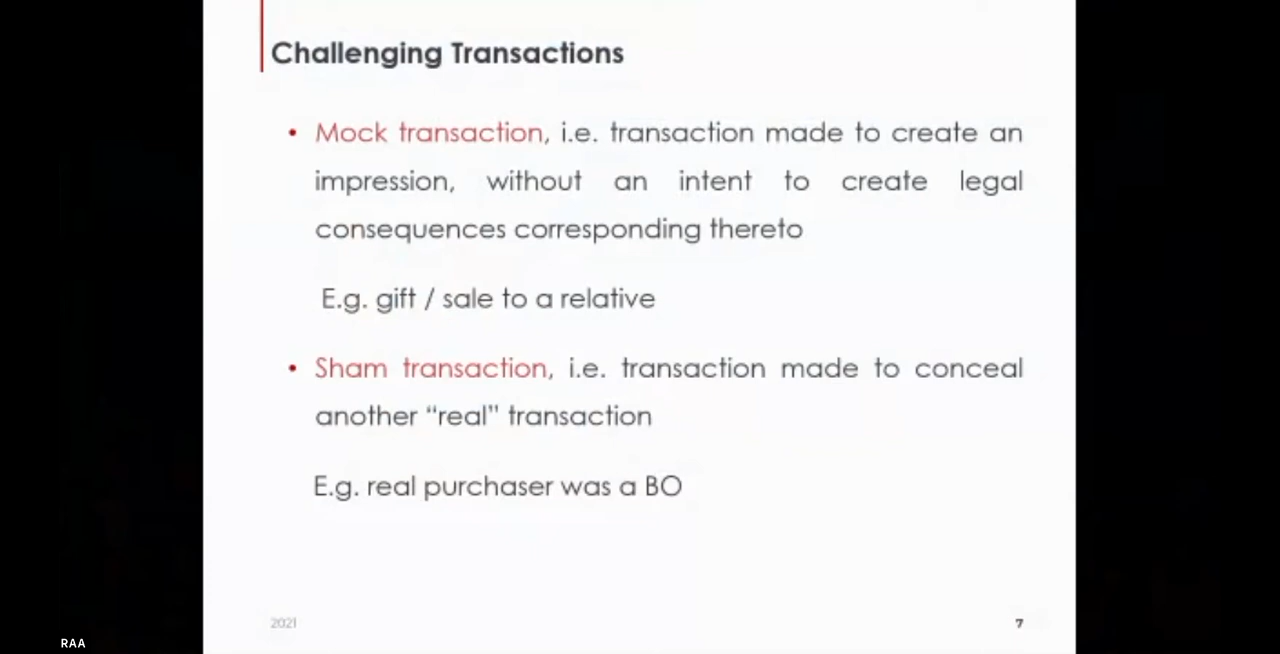 Challenging Transactions
• Mock transaction, i.e. transaction made to create an
impression, without an intent to create legal
consequences corresponding thereto
E.g. gift / sale to a relative
• Sham transaction, i.e. transaction made to conceal
another “real” transaction
E.g. real purchaser was a BO
2021
7
RAA